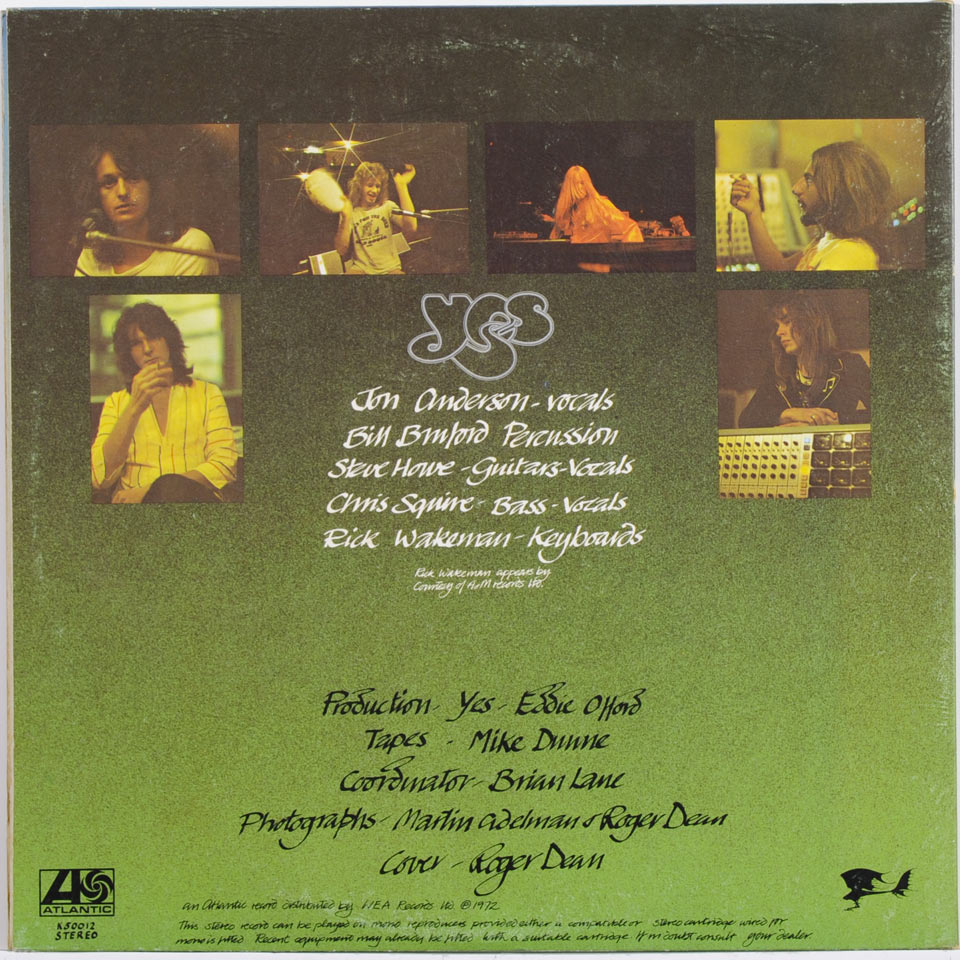 yes
Jon Anderson - vocals
Bill Bruford Percussion
Steve Howe - Guitars - Vocals
Chris Squire - Bass - Vocals
Rick Wakeman - Keyboards
Rick Wakeman appears by
Courtesy of A&M records ltd.
Production - Yes - Eddie Offord
Tapes - Mike Dunne
Coordinator - Brian Lane
Photographs - Martin Adelman & Roger Dean
Cover - Roger Dean
ATLANTIC
K50012
STEREO
an Atlantic record distributed by WEA Records ltd. ©1972
This stereo record can be played on mono reproducers provided either a compatible or stereo cartridge wired for
mono is fitted Recent equipment may already be fitted with a suitable cartridge. If in doubt consult your dealer.